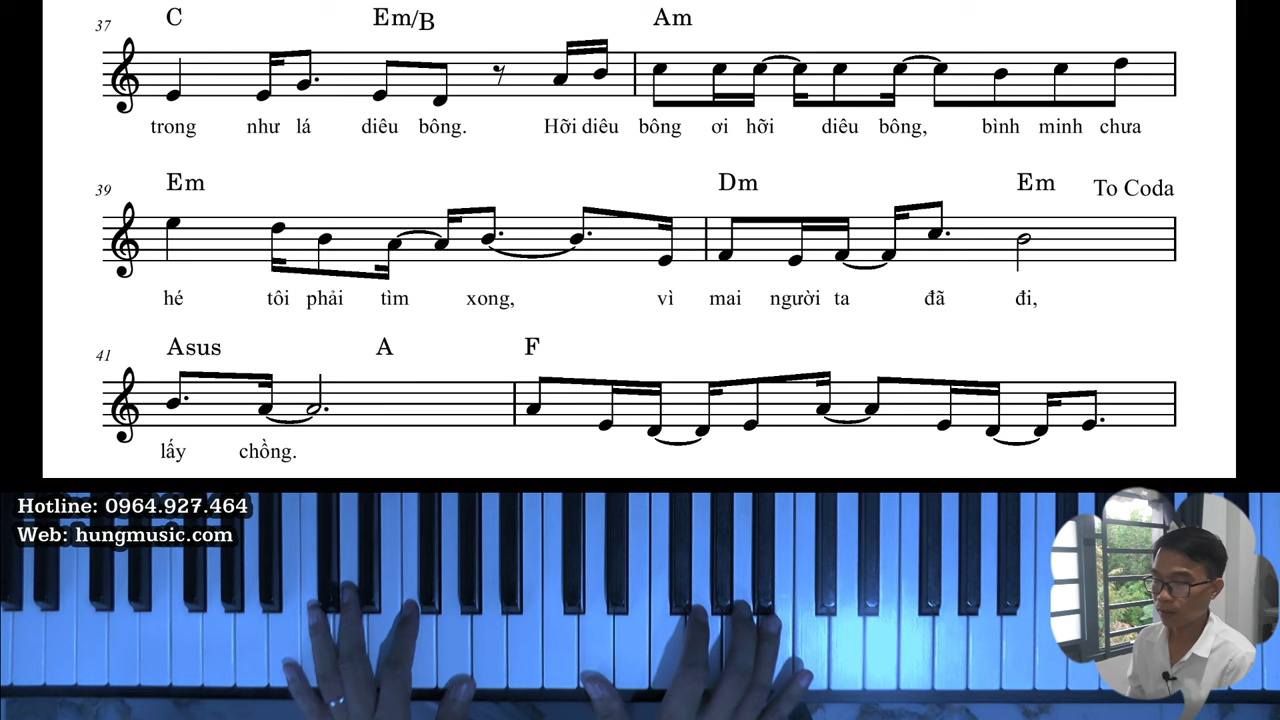 37 C Em/B Am
trong như lá diêu bông. Hỡi diêu bông ơi hỡi diêu bông, bình minh chưa
39 Em Dm Em To Coda
hé tôi phải tìm xong, vì mai người ta đã đi,
41 Asus A F
lấy chồng.
Hotline: 0964.927.464
Web: hungmusic.com